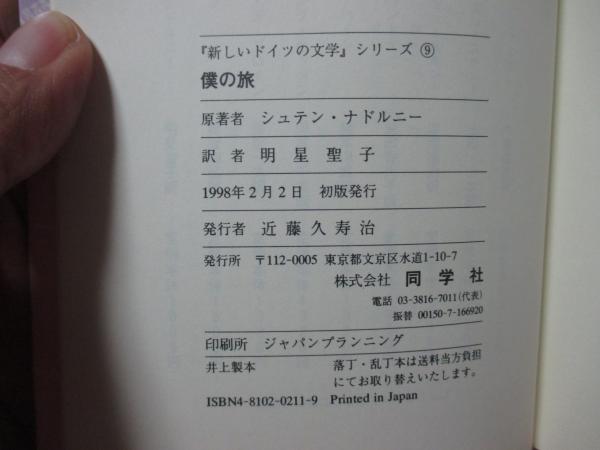 『新しいドイツの文学』シリーズ ⑨
僕の旅
原著者 シュテン・ナドルニー
訳者 明星聖子
1998年2月2日 初版発行
発行者 近藤久寿治
発行所 〒112-0005 東京都文京区水道1-10-7
株式会社 同学社
電話 03-3816-7011(代表)
振替 00150-7-166920
印刷所 ジャパンプランニング
井上製本 落丁・乱丁本は送料当方負担
にてお取り替えいたします。
ISBN4-8102-0211-9 Printed in Japan